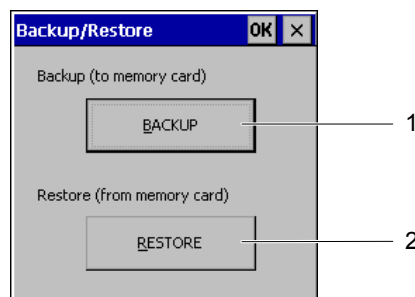 Backup/Restore OK ×
Backup (to memory card)
BACKUP 1
Restore (from memory card)
RESTORE 2